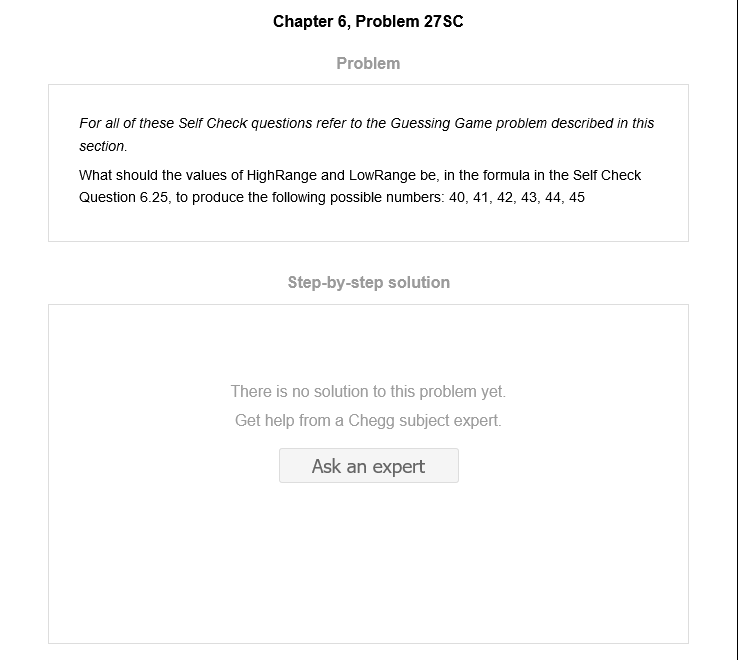 Chapter 6, Problem 27SC
Problem
For all of these Self Check questions refer to the Guessing Game problem described in this
section.
What should the values of HighRange and LowRange be, in the formula in the Self Check
Question 6.25, to produce the following possible numbers: 40, 41, 42, 43, 44, 45
Step-by-step solution
There is no solution to this problem yet.
Get help from a Chegg subject expert.
Ask an expert